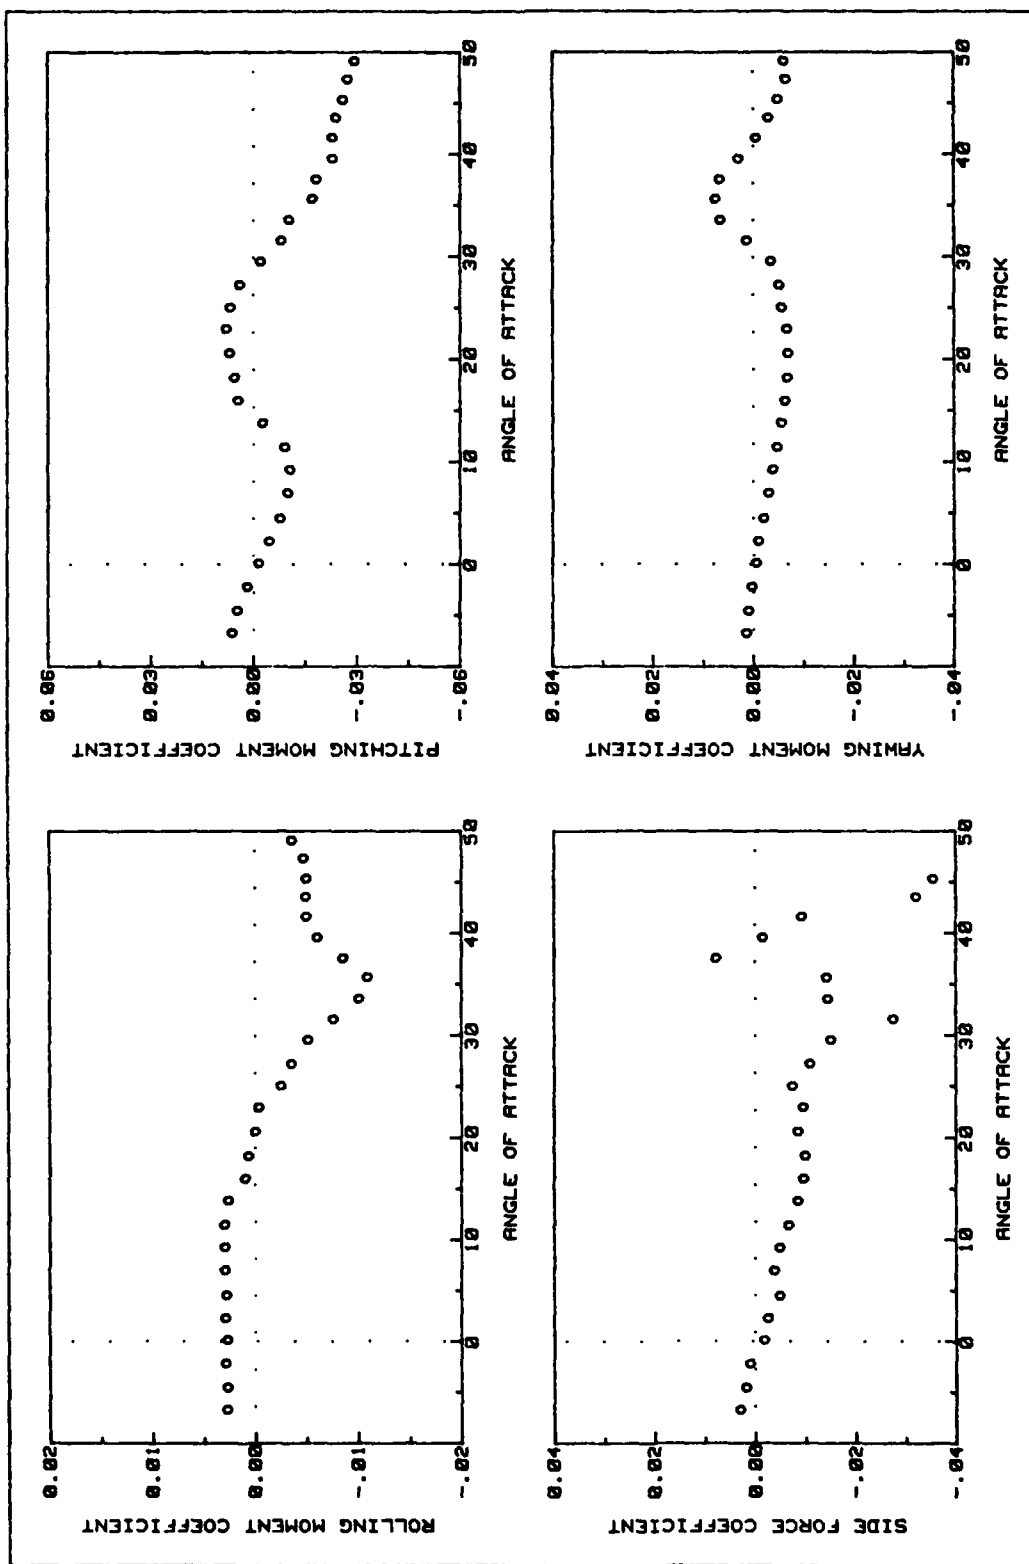 0.02
0.01
0.00
-.01
-.02
ROLLING MOMENT COEFFICIENT
0 10 20 30 40 50
ANGLE OF ATTACK
0.06
0.03
0.00
-.03
-.06
PITCHING MOMENT COEFFICIENT
0 10 20 30 40 50
ANGLE OF ATTACK
0.04
0.02
0.00
-.02
-.04
SIDE FORCE COEFFICIENT
0 10 20 30 40 50
ANGLE OF ATTACK
0.04
0.02
0.00
-.02
-.04
YAWING MOMENT COEFFICIENT
0 10 20 30 40 50
ANGLE OF ATTACK